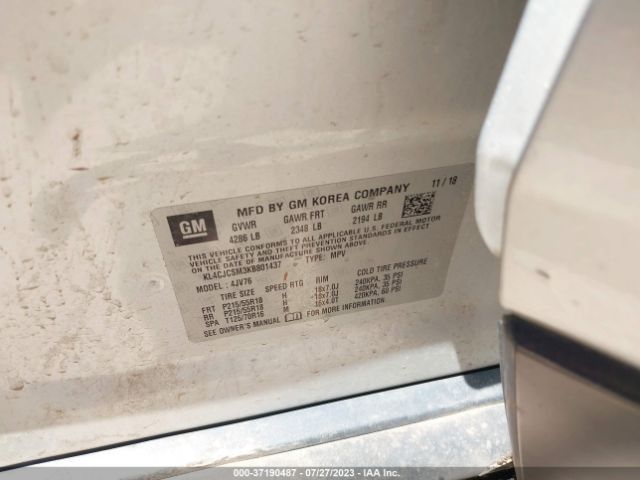 GM
MFD BY GM KOREA COMPANY 11/18
GVWR GAWR FRT GAWR RR
4286 LB 2348 LB 2194 LB
THIS VEHICLE CONFORMS TO ALL APPLICABLE U.S. FEDERAL MOTOR
VEHICLE SAFETY AND THEFT PREVENTION STANDARDS IN EFFECT ON
THE DATE OF MANUFACTURE SHOWN ABOVE.
KL4CJCSM3KB801437 TYPE: MPV
MODEL: 4JV76
TIRE SIZE SPEED RTG RIM COLD TIRE PRESSURE
FRT P215/55R18 H 18x7.0J 240KPA, 35 PSI
RR P215/55R18 H 18x7.0J 240KPA, 35 PSI
SPA T125/70R16 M 16x4.0T 420KPA, 60 PSI
SEE OWNER'S MANUAL FOR MORE INFORMATION
000-37190487 - 07/27/2023 - IAA Inc.